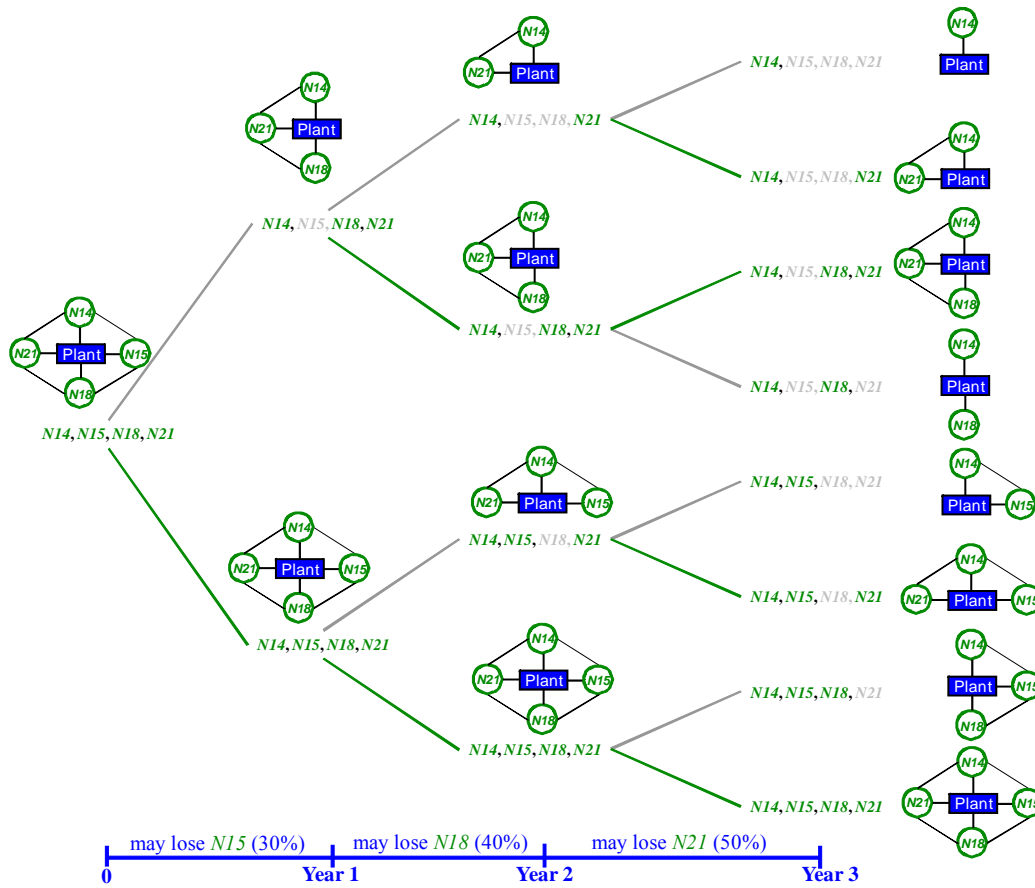 N14
Plant
N14, N15, N18, N21
N14
N21 Plant
N14, N15, N18, N21
N14
N21 Plant
N18
N14, N15, N18, N21
N14
N21 Plant
N14, N15, N18, N21
N14
N21 Plant
N18
N14, N15, N18, N21
N14
N21 Plant
N18
N14, N15, N18, N21
N14
Plant
N18
N14, N15, N18, N21
N14
N21 Plant N15
N18
N14, N15, N18, N21
N14
N21 Plant N15
N14, N15, N18, N21
N14
Plant N15
N14, N15, N18, N21
N14
N21 Plant N15
N14, N15, N18, N21
N14
N21 Plant N15
N18
N14, N15, N18, N21
N14
N21 Plant N15
N18
N14, N15, N18, N21
N14
Plant N15
N18
N14, N15, N18, N21
N14
N21 Plant N15
N18
N14, N15, N18, N21
may lose N15 (30%) may lose N18 (40%) may lose N21 (50%)
0 Year 1 Year 2 Year 3